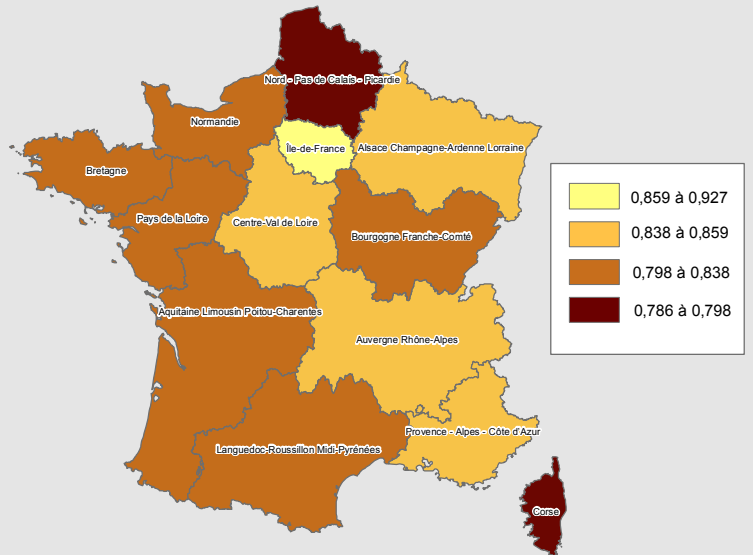 Nord - Pas de Calais - Picardie
Normandie
Île-de-France
Alsace Champagne-Ardenne Lorraine
Bretagne
Pays de la Loire
Centre-Val de Loire
Bourgogne Franche-Comté
Aquitaine Limousin Poitou-Charentes
Auvergne Rhône-Alpes
Provence - Alpes - Côte d'Azur
Languedoc-Roussillon Midi-Pyrénées
Corse
0,859 à 0,927
0,838 à 0,859
0,798 à 0,838
0,786 à 0,798